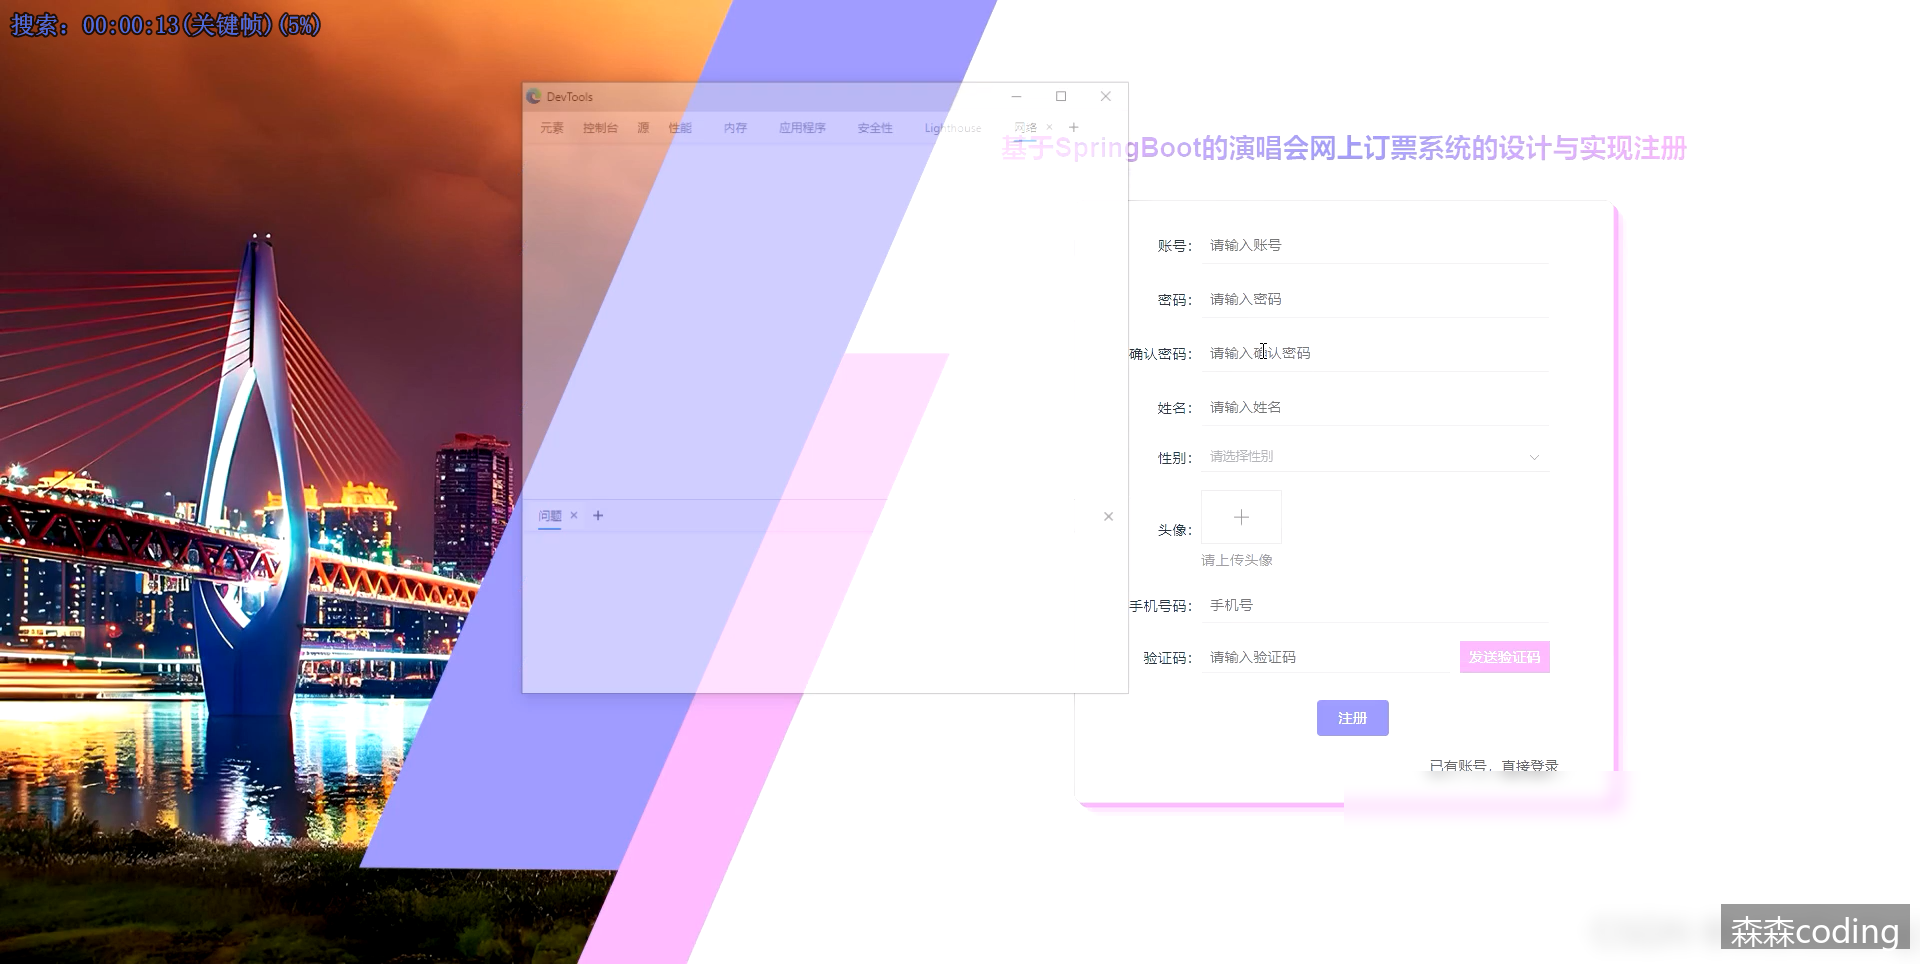 搜索: 00:00:13(关键帧)(5%)
DevTools
元素 控制台 源 性能 内存 应用程序 安全性 Lighthouse 网络
基于SpringBoot的演唱会网上订票系统的设计与实现注册
账号: 请输入账号
密码: 请输入密码
确认密码: 请输入确认密码
姓名: 请输入姓名
性别: 请选择性别
问题
头像:
请上传头像
手机号码: 手机号
验证码: 请输入验证码 发送验证码
注册
已有账号，直接登录
森森coding